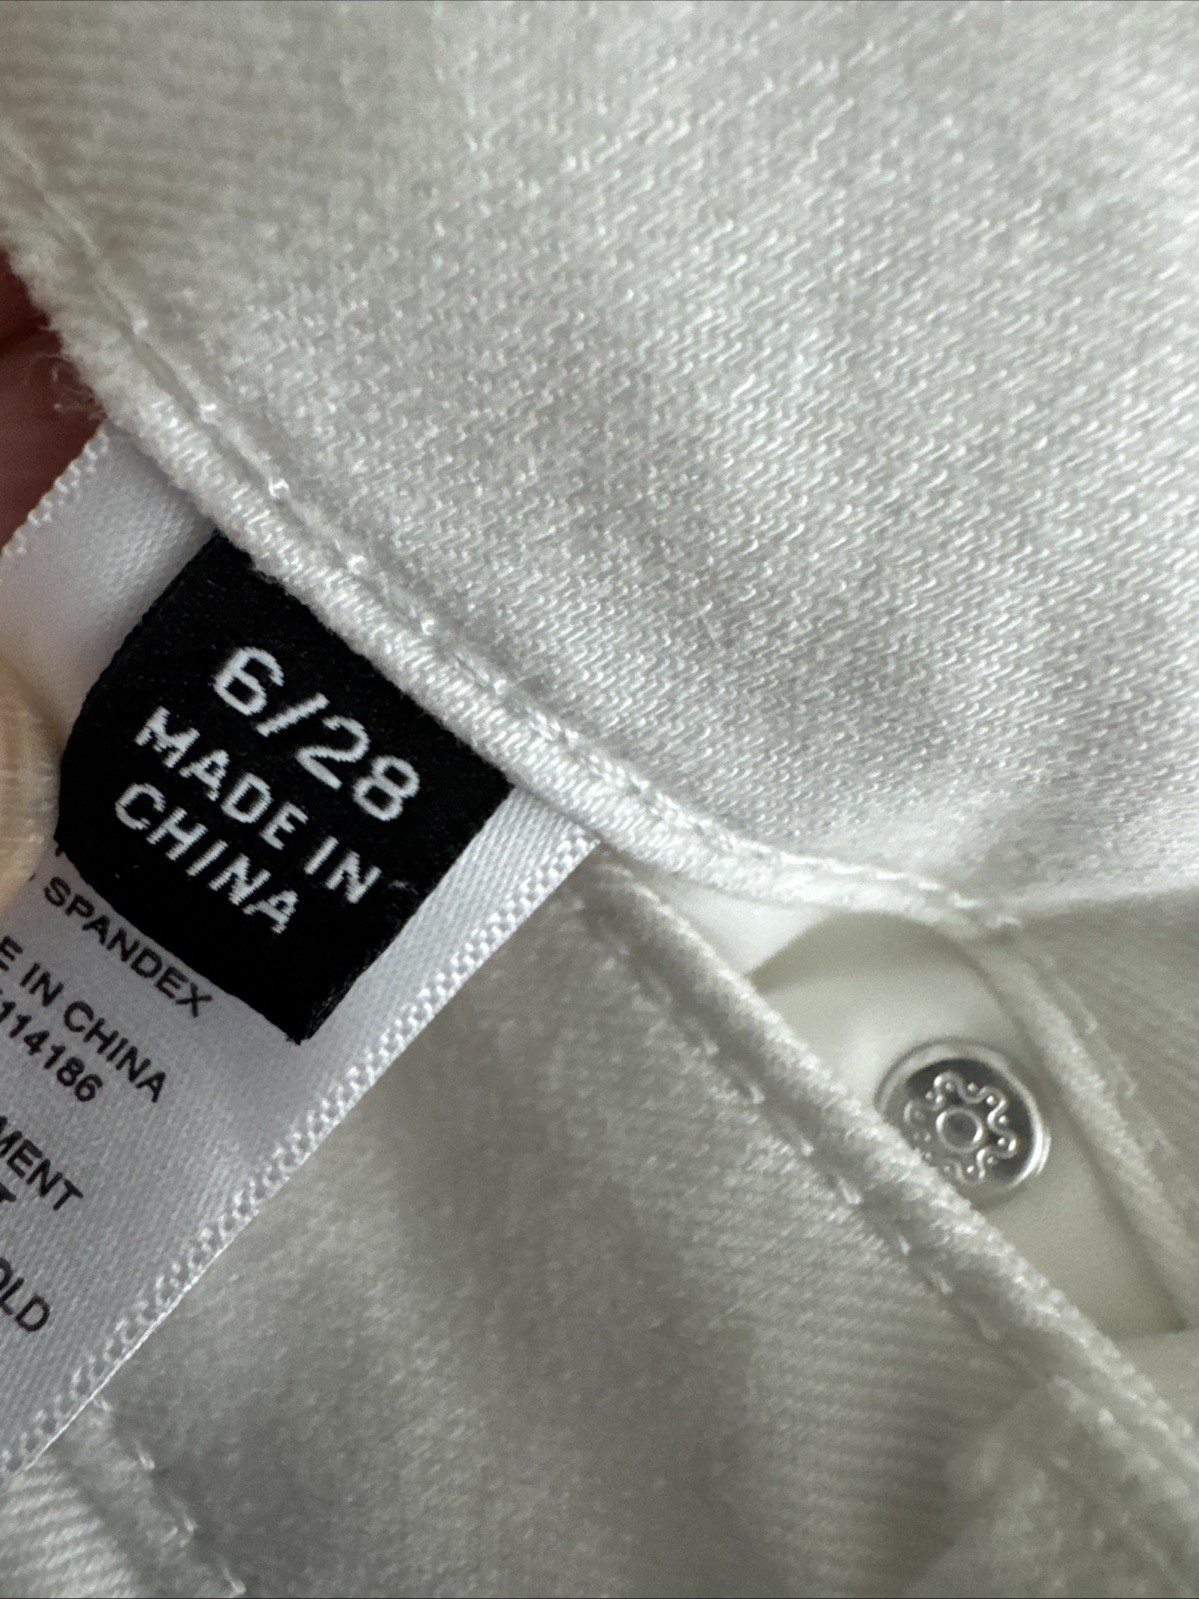 6/28
MADE IN
CHINA
SPANDEX
E IN CHINA
114186
MENT
OLD